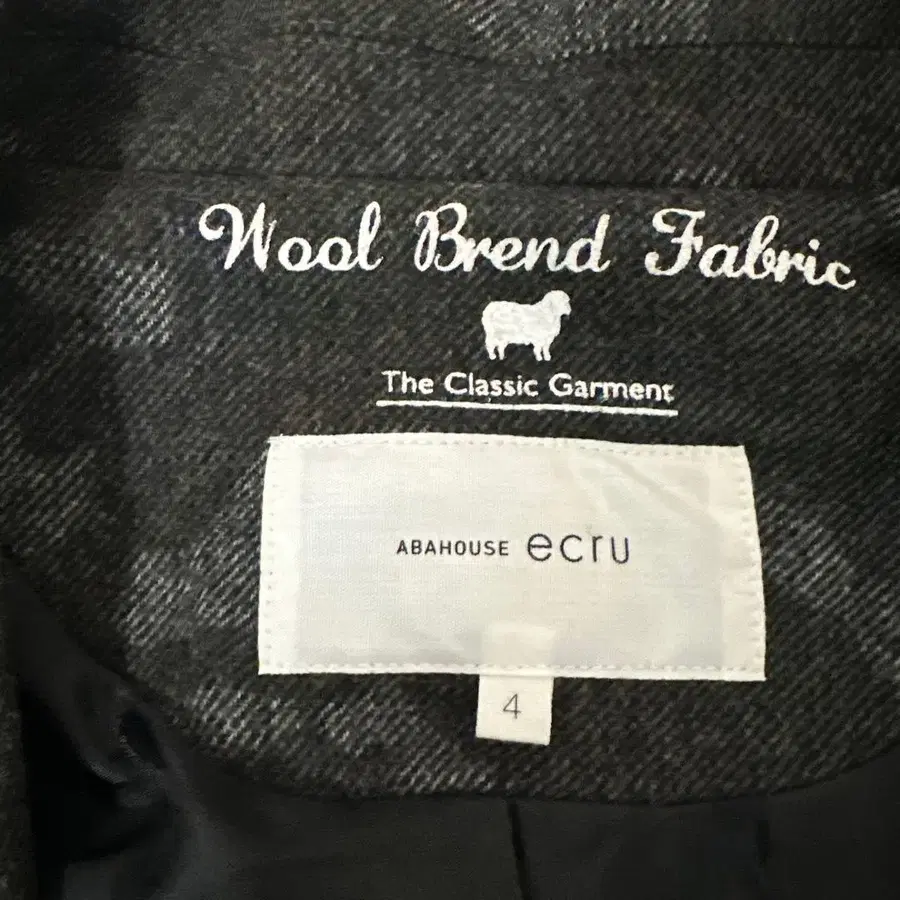 Wool Brend Fabric
The Classic Garment
ABAHOUSE ecru
4